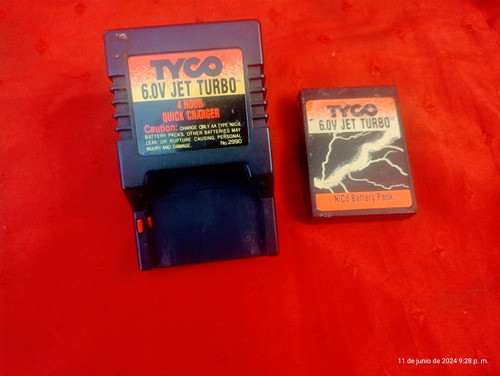 TYCO
6.0V JET TURBO
4 HOUR
QUICK CHARGER
Caution: CHARGE ONLY AA TYPE NiCd
BATTERY PACKS. OTHER BATTERIES MAY
LEAK OR RUPTURE CAUSING PERSONAL
INJURY AND DAMAGE.
No.2990
TYCO
6.0V JET TURBO
NiCd Battery Pack
11 de junio de 2024 9:28 p. m.